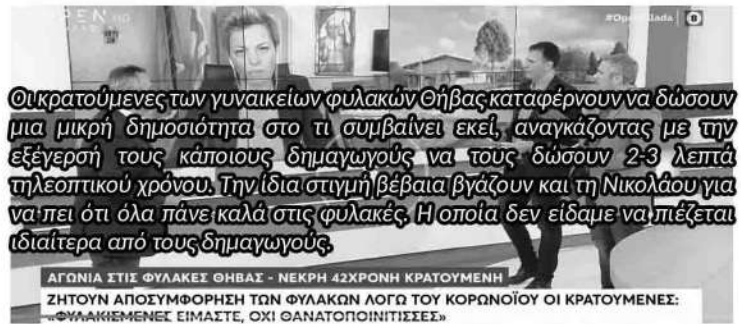 OPEN HD
#OpenEllada 8
Οι κρατούμενες των γυναικείων φυλακών Θήβας καταφέρνουν να δώσουν
μια μικρή δημοσιότητα στο τι συμβαίνει εκεί, αναγκάζοντας με την
εξέγερσή τους κάποιους δημαγωγούς να τους δώσουν 2-3 λεπτά
τηλεοπτικού χρόνου. Την ίδια στιγμή βέβαια βγάζουν και τη Νικολάου για
να πει ότι όλα πάνε καλά στις φυλακές. Η οποία δεν είδαμε να πιέζεται
ιδιαίτερα από τους δημαγωγούς.
ΑΓΩΝΙΑ ΣΤΙΣ ΦΥΛΑΚΕΣ ΘΗΒΑΣ - ΝΕΚΡΗ 42ΧΡΟΝΗ ΚΡΑΤΟΥΜΕΝΗ
ΖΗΤΟΥΝ ΑΠΟΣΥΜΦΟΡΗΣΗ ΤΩΝ ΦΥΛΑΚΩΝ ΛΟΓΩ ΤΟΥ ΚΟΡΩΝΟΪΟΥ ΟΙ ΚΡΑΤΟΥΜΕΝΕΣ:
«ΦΥΛΑΚΙΣΜΕΝΕΣ ΕΙΜΑΣΤΕ, ΟΧΙ ΘΑΝΑΤΟΠΟΙΝΙΤΙΣΣΕΣ»